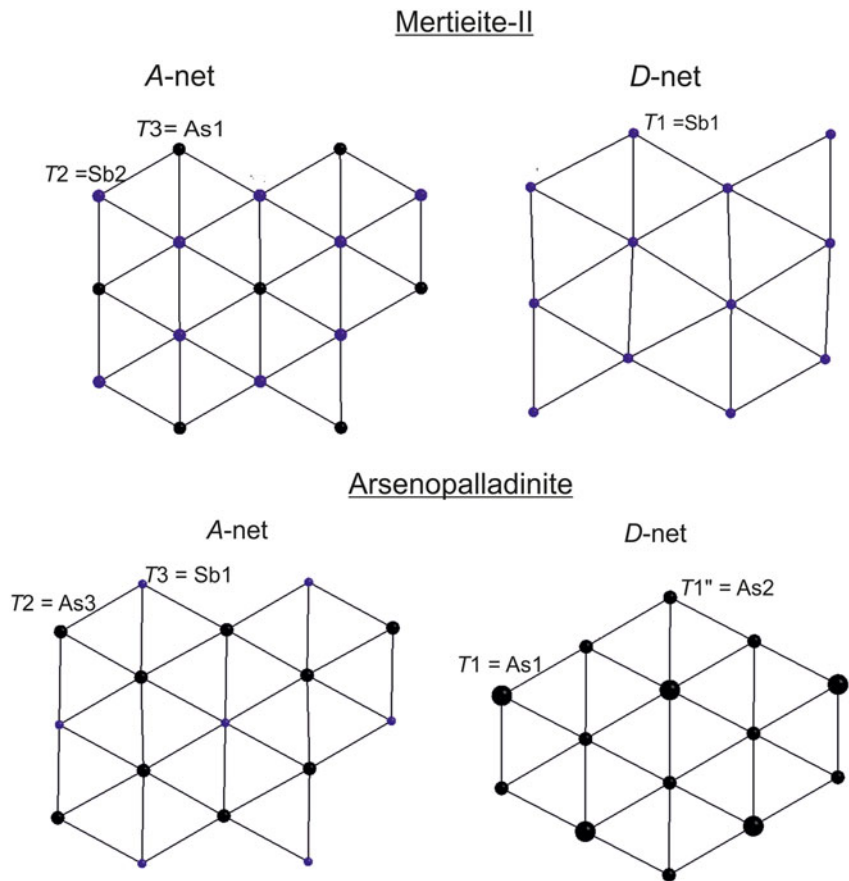 Mertieite-II
A-net
D-net
T3= As1
T1 =Sb1
T2 =Sb2
Arsenopalladinite
A-net
D-net
T3 = Sb1
T1" = As2
T2 = As3
T1 = As1